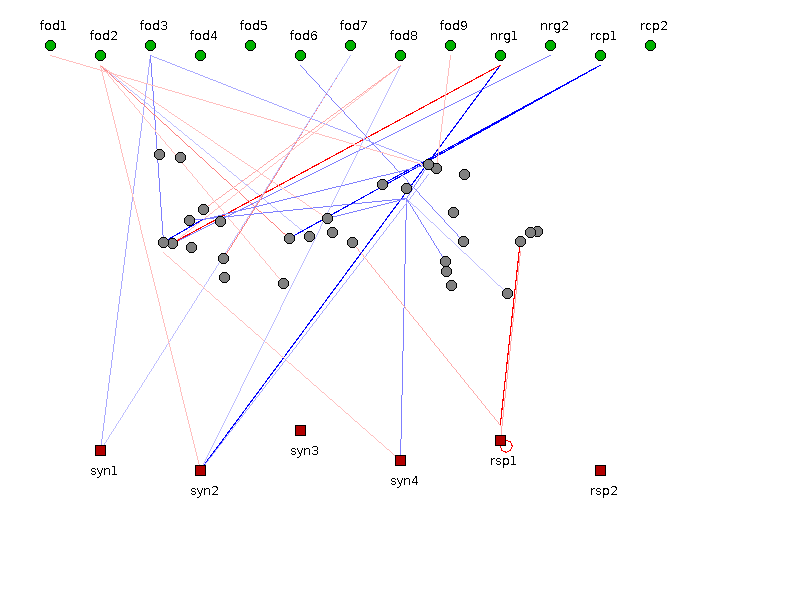 fod1 fod2 fod3 fod4 fod5 fod6 fod7 fod8 fod9 nrg1 nrg2 rcp1 rcp2
syn1 syn2 syn3 syn4 rsp1 rsp2